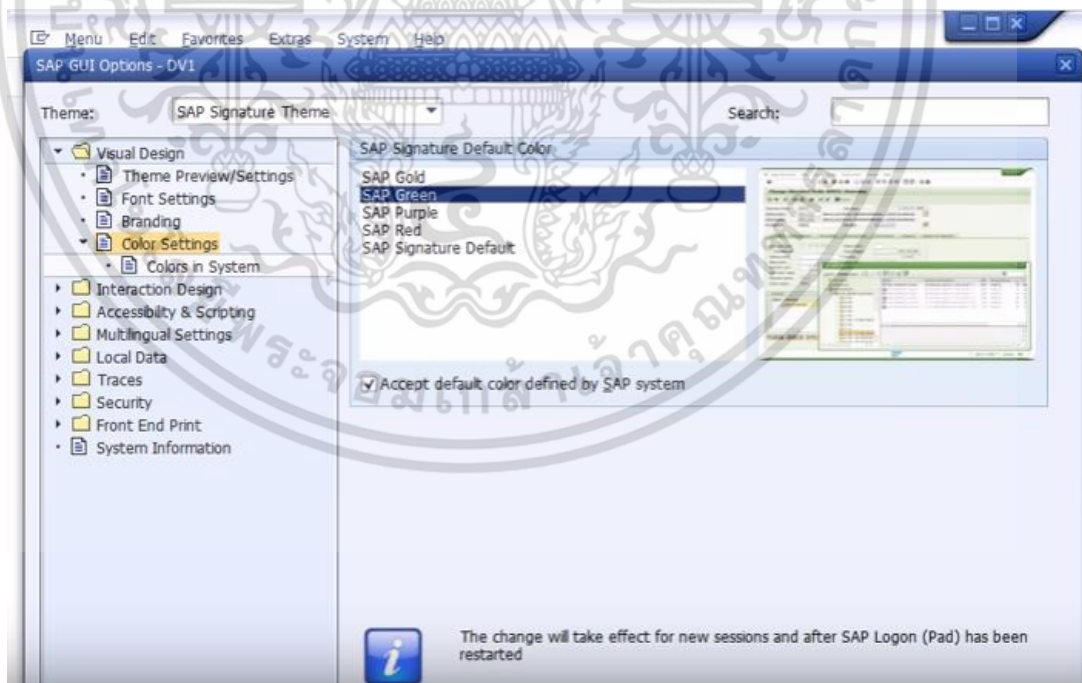 Menu Edit Favorites Extras System Help
SAP GUI Options - DV1
Theme: SAP Signature Theme Search:
Visual Design
Theme Preview/Settings
Font Settings
Branding
Color Settings
Colors in System
Interaction Design
Accessibility & Scripting
Multilingual Settings
Local Data
Traces
Security
Front End Print
System Information
SAP Signature Default Color
SAP Gold
SAP Green
SAP Purple
SAP Red
SAP Signature Default
Accept default color defined by SAP system
The change will take effect for new sessions and after SAP Logon (Pad) has been
restarted